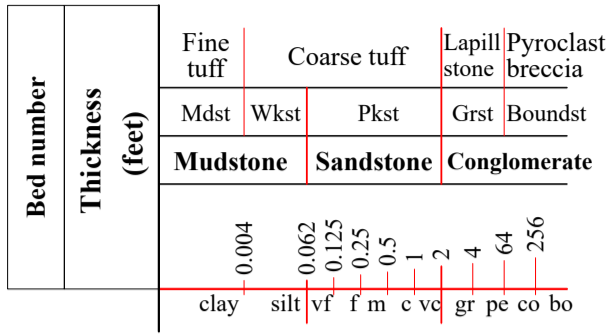 Bed number
Thickness
(feet)
Fine
tuff
Coarse tuff
Lapill
stone
Pyroclast
breccia
Mdst
Wkst
Pkst
Grst
Boundst
Mudstone
Sandstone
Conglomerate
0.004
0.062
0.125
0.25
0.5
1
2
4
64
256
clay
silt
vf
f
m
c
vc
gr
pe
co
bo